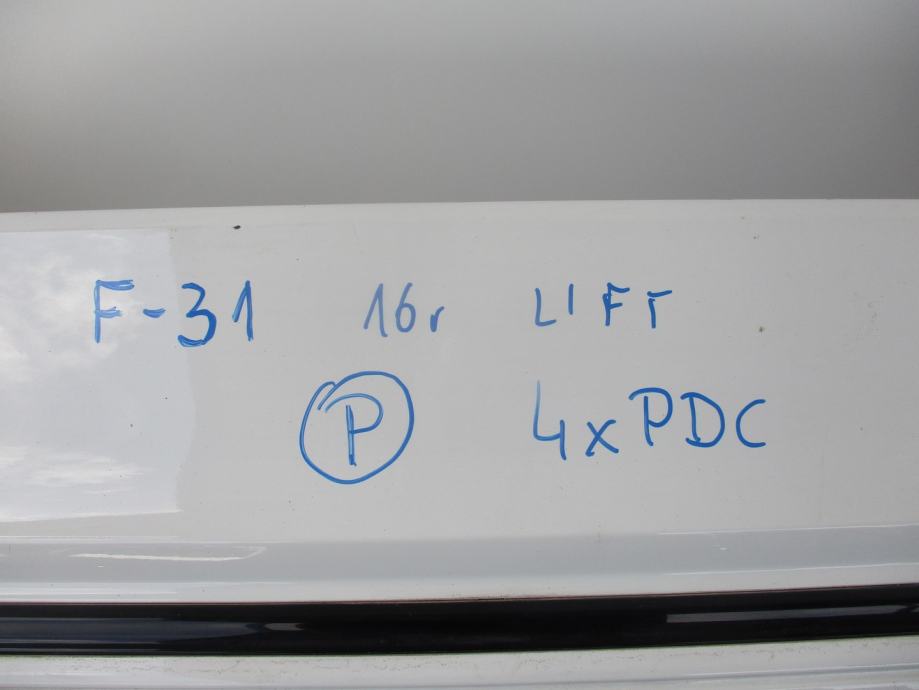 F-31 16r LIFT
P 4xPDC